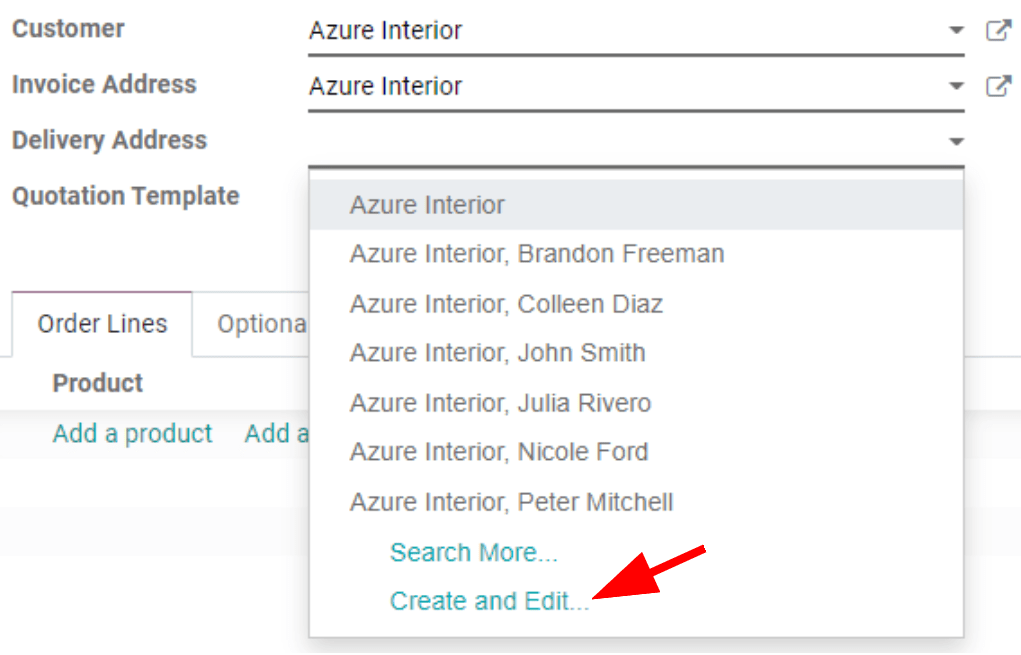 Customer Azure Interior
Invoice Address Azure Interior
Delivery Address
Quotation Template
Azure Interior
Azure Interior, Brandon Freeman
Azure Interior, Colleen Diaz
Order Lines Optiona
Azure Interior, John Smith
Product
Azure Interior, Julia Rivero
Add a product Add a
Azure Interior, Nicole Ford
Azure Interior, Peter Mitchell
Search More...
Create and Edit...